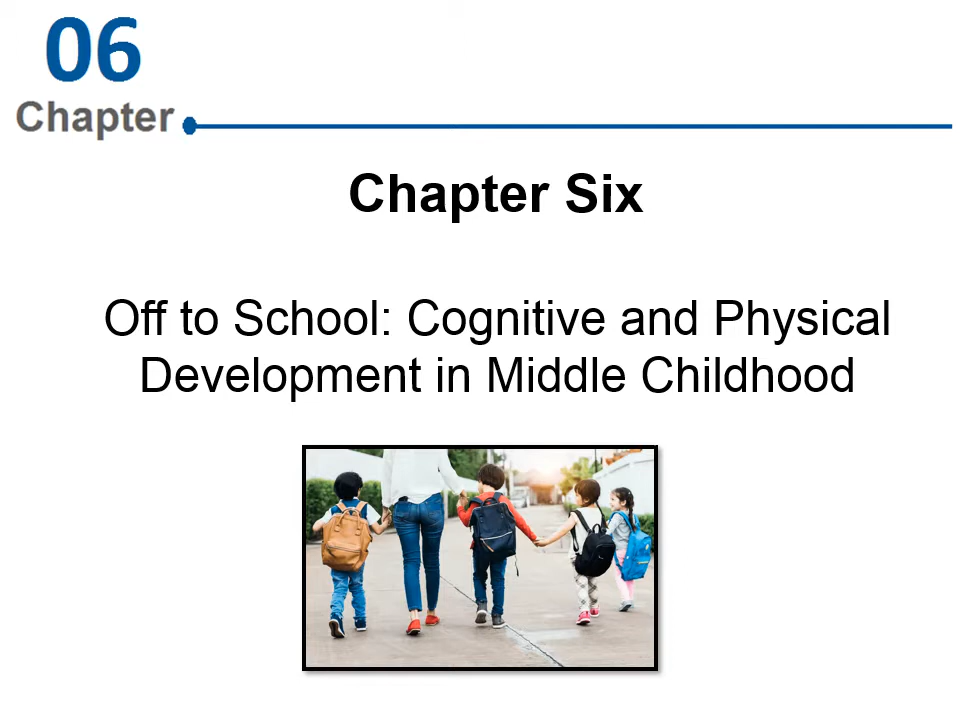 06
Chapter
Chapter Six
Off to School: Cognitive and Physical
Development in Middle Childhood